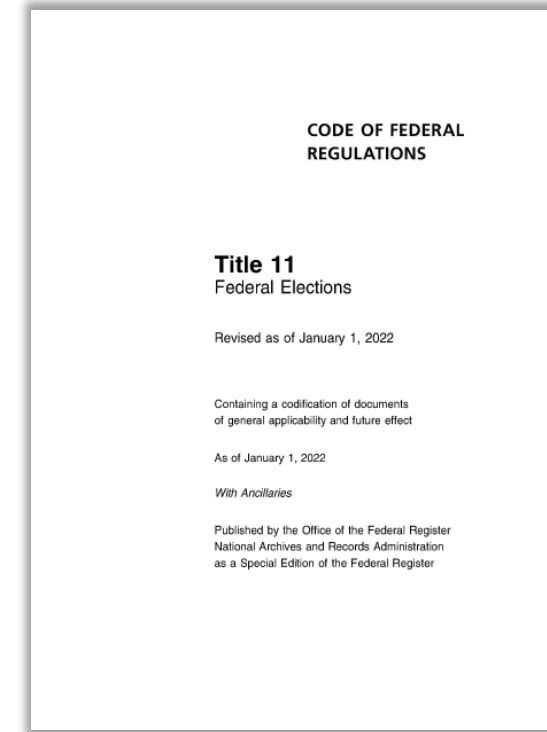 CODE OF FEDERAL
REGULATIONS
Title 11
Federal Elections
Revised as of January 1, 2022
Containing a codification of documents
of general applicability and future effect
As of January 1, 2022
With Ancillaries
Published by the Office of the Federal Register
National Archives and Records Administration
as a Special Edition of the Federal Register